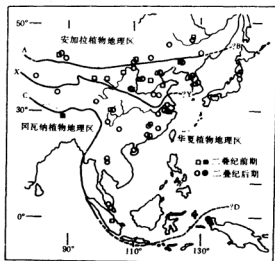 50°
安加拉植物地理区
A
?B
X
?Y
C
30°
冈瓦纳植物地理区
华夏植物地理区
二叠纪前期
二叠纪后期
0°
?D
90°
110°
130°